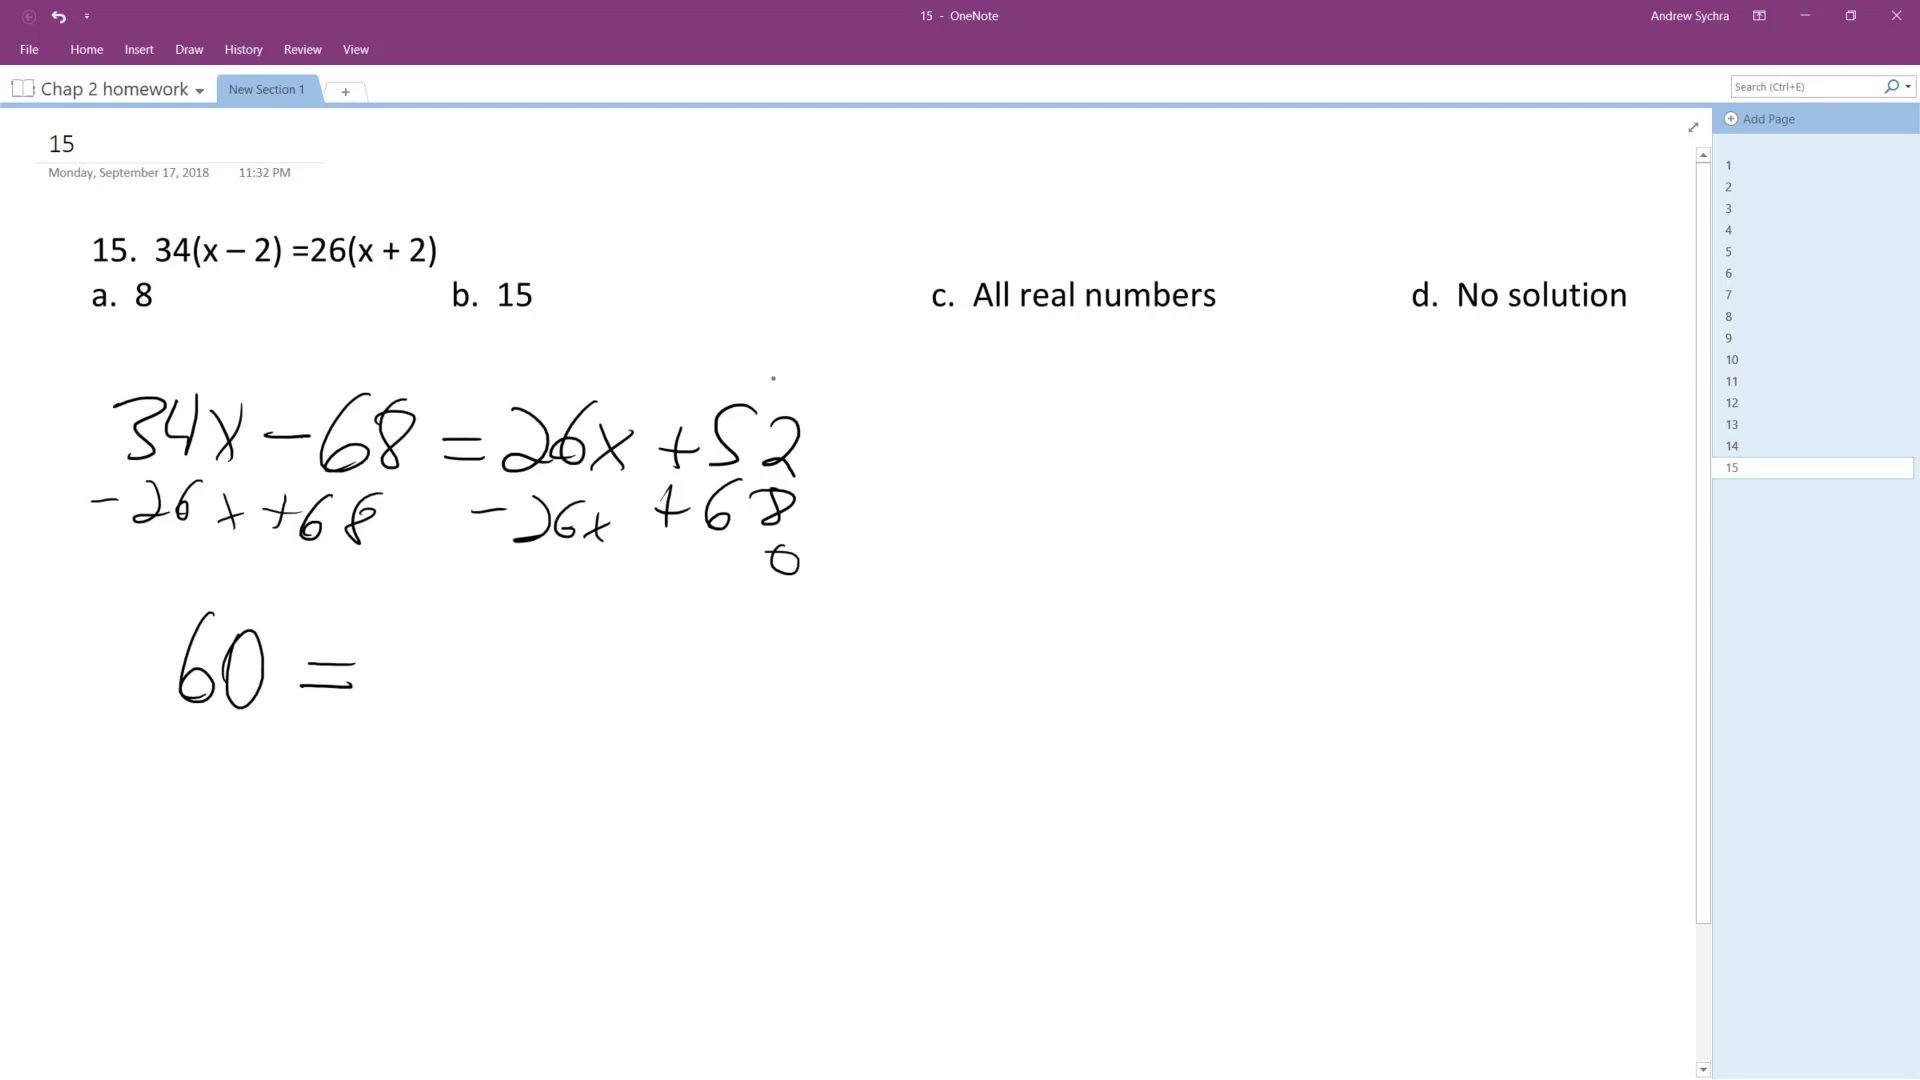 15 - OneNote
Andrew Sychra
File Home Insert Draw History Review View
Chap 2 homework New Section 1 +
Search (Ctrl+E)
Add Page
15
Monday, September 17, 2018 11:32 PM
15. 34(x – 2) =26(x + 2)
a. 8 b. 15 c. All real numbers d. No solution
34x - 68 = 26x + 52
- 26x + 68 - 26x + 68
0
60 =
1
2
3
4
5
6
7
8
9
10
11
12
13
14
15